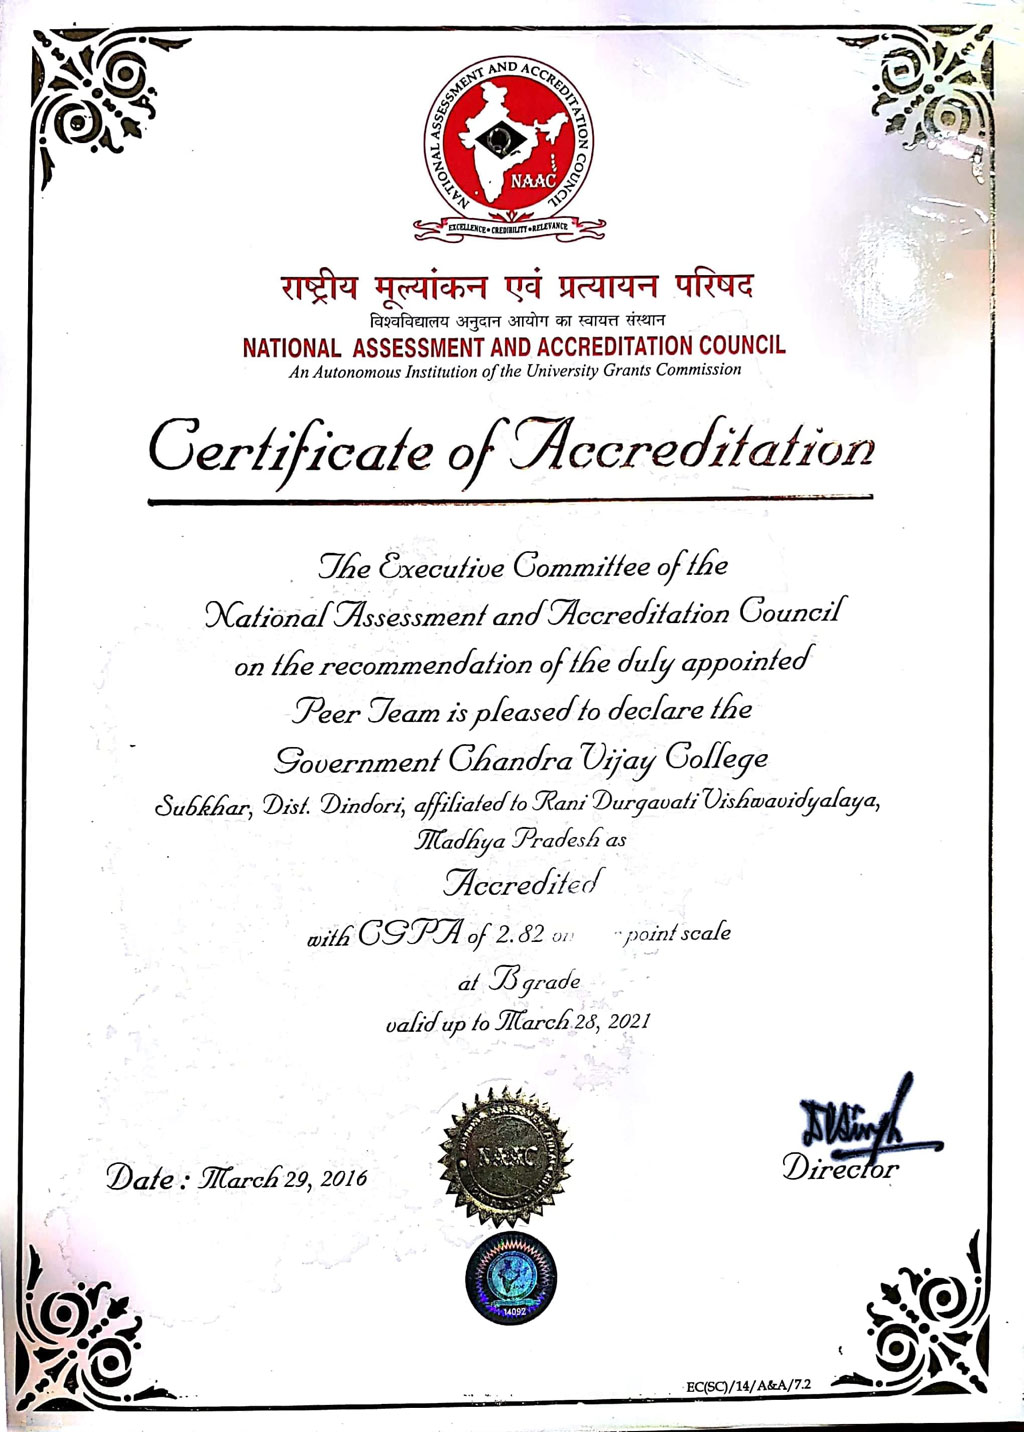 NATIONAL ASSESSMENT AND ACCREDITATION COUNCIL
NAAC
EXCELLENCE • CREDIBILITY • RELEVANCE
राष्ट्रीय मूल्यांकन एवं प्रत्यायन परिषद
विश्वविद्यालय अनुदान आयोग का स्वायत्त संस्थान
NATIONAL ASSESSMENT AND ACCREDITATION COUNCIL
An Autonomous Institution of the University Grants Commission
Certificate of Accreditation
The Executive Committee of the
National Assessment and Accreditation Council
on the recommendation of the duly appointed
Peer Team is pleased to declare the
Government Chandra Vijay College
Subkhar, Dist. Dindori, affiliated to Rani Durgavati Vishwavidyalaya,
Madhya Pradesh as
Accredited
with CGPA of 2.82 on point scale
at B grade
valid up to March 28, 2021
NAAC
Date : March 29, 2016
Director
14092
EC(SC)/14/A&A/7.2